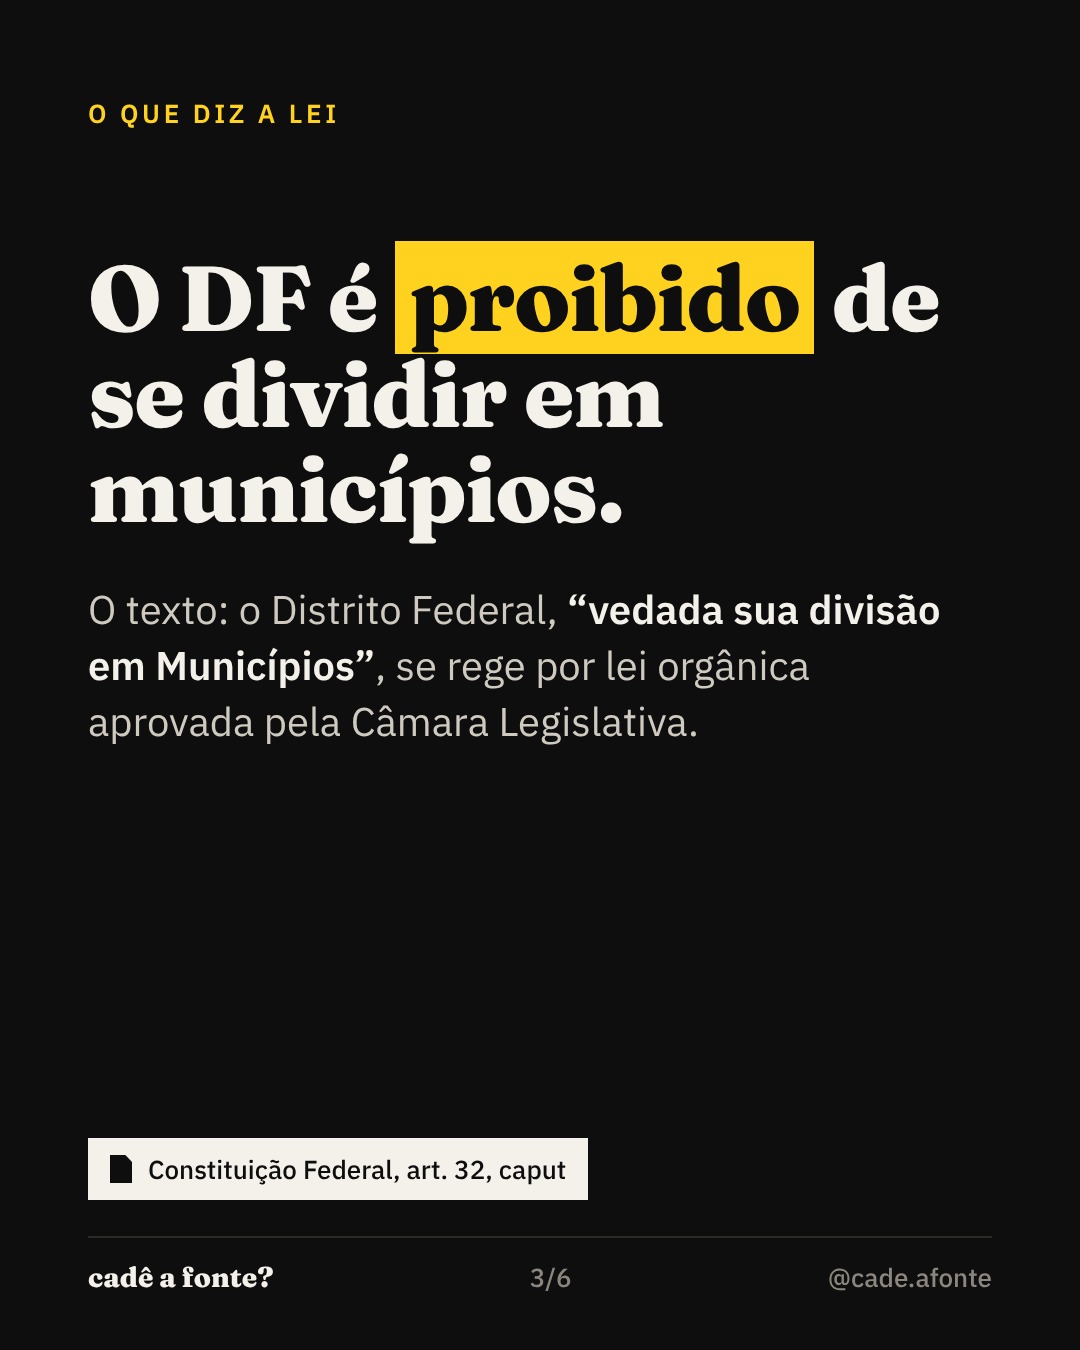 O QUE DIZ A LEI
O DF é proibido de
se dividir em
municípios.
O texto: o Distrito Federal, “vedada sua divisão
em Municípios”, se rege por lei orgânica
aprovada pela Câmara Legislativa.
Constituição Federal, art. 32, caput
cadê a fonte?
3/6
@cade.afonte